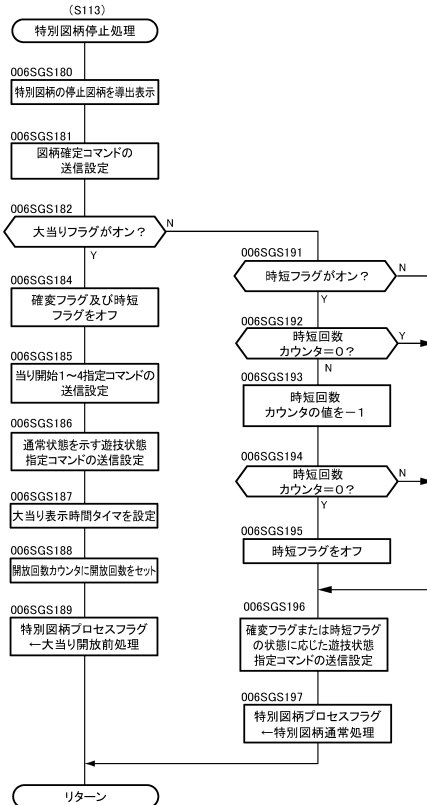 (S113)
特別図柄停止処理
006SGS180
特別図柄の停止図柄を導出表示
006SGS181
図柄確定コマンドの
送信設定
006SGS182
大当りフラグがオン？
N
Y
006SGS184
確変フラグ及び時短
フラグをオフ
006SGS185
当り開始1～4指定コマンドの
送信設定
006SGS186
通常状態を示す遊技状態
指定コマンドの送信設定
006SGS187
大当り表示時間タイマを設定
006SGS188
開放回数カウンタに開放回数をセット
006SGS189
特別図柄プロセスフラグ
←大当り開放前処理
006SGS191
時短フラグがオン？
N
Y
006SGS192
時短回数
カウンタ＝0？
Y
N
006SGS193
時短回数
カウンタの値を－1
006SGS194
時短回数
カウンタ＝0？
N
Y
006SGS195
時短フラグをオフ
006SGS196
確変フラグまたは時短フラグ
の状態に応じた遊技状態
指定コマンドの送信設定
006SGS197
特別図柄プロセスフラグ
←特別図柄通常処理
リターン